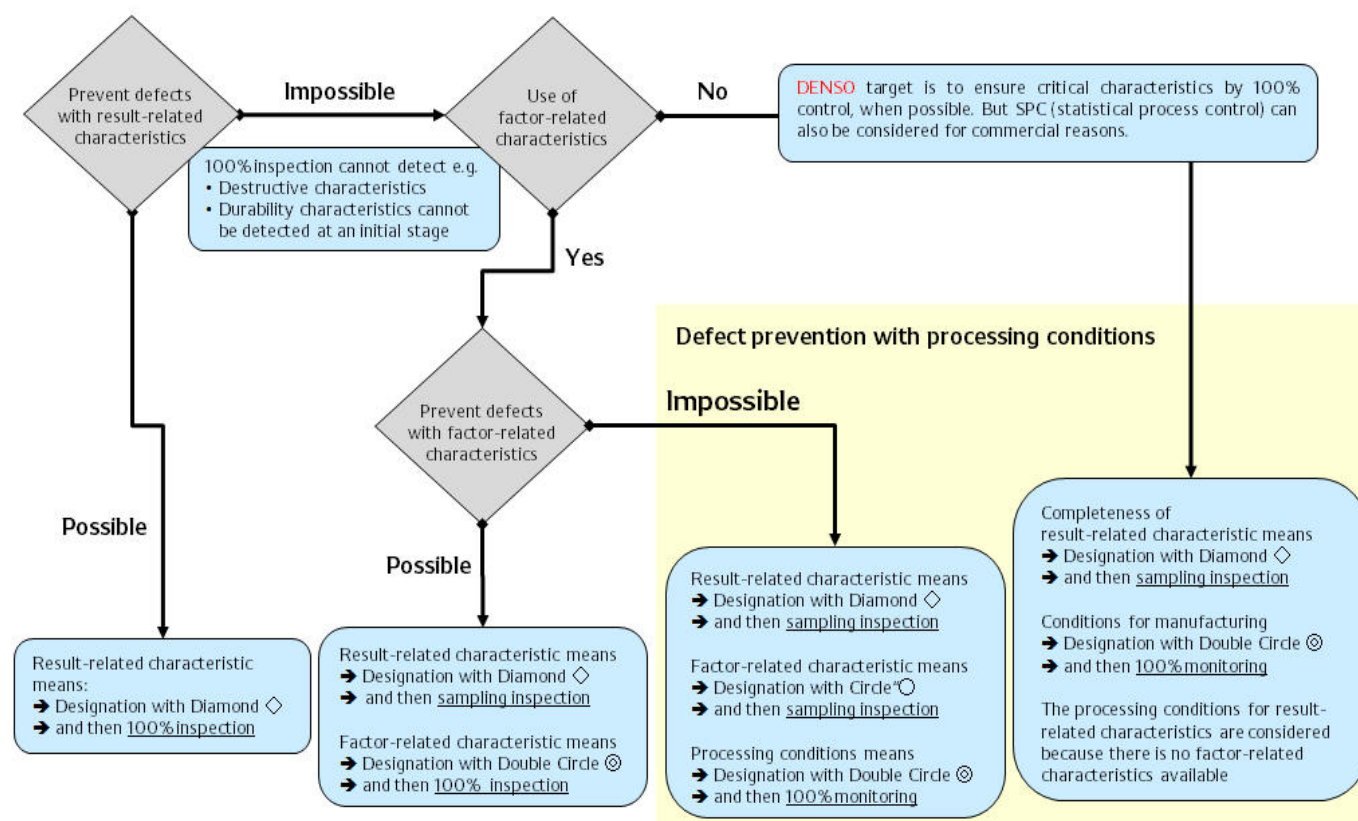 Prevent defects
with result-related
characteristics
Impossible
Use of
factor-related
characteristics
No
DENSO target is to ensure critical characteristics by 100%
control, when possible. But SPC (statistical process control) can
also be considered for commercial reasons.
100% inspection cannot detect e.g.
• Destructive characteristics
• Durability characteristics cannot
be detected at an initial stage
Yes
Defect prevention with processing conditions
Prevent defects
with factor-related
characteristics
Impossible
Possible
Possible
Result-related characteristic
means:
➔ Designation with Diamond ◇
➔ and then 100% inspection
Result-related characteristic means
➔ Designation with Diamond ◇
➔ and then sampling inspection
Factor-related characteristic means
➔ Designation with Double Circle ◎
➔ and then 100% inspection
Result-related characteristic means
➔ Designation with Diamond ◇
➔ and then sampling inspection
Factor-related characteristic means
➔ Designation with Circle"○
➔ and then sampling inspection
Processing conditions means
➔ Designation with Double Circle ◎
➔ and then 100% monitoring
Completeness of
result-related characteristic means
➔ Designation with Diamond ◇
➔ and then sampling inspection
Conditions for manufacturing
➔ Designation with Double Circle ◎
➔ and then 100% monitoring
The processing conditions for result-
related characteristics are considered
because there is no factor-related
characteristics available